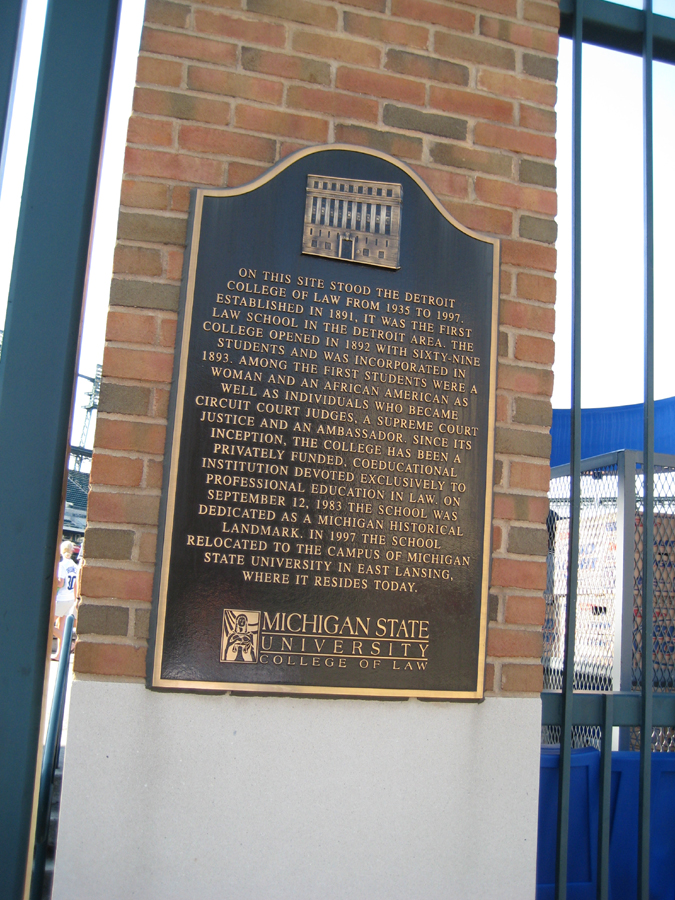 ON THIS SITE STOOD THE DETROIT
COLLEGE OF LAW FROM 1935 TO 1997.
ESTABLISHED IN 1891, IT WAS THE FIRST
LAW SCHOOL IN THE DETROIT AREA. THE
COLLEGE OPENED IN 1892 WITH SIXTY-NINE
STUDENTS AND WAS INCORPORATED IN
1893. AMONG THE FIRST STUDENTS WERE A
WOMAN AND AN AFRICAN AMERICAN AS
WELL AS INDIVIDUALS WHO BECAME
CIRCUIT COURT JUDGES, A SUPREME COURT
JUSTICE AND AN AMBASSADOR. SINCE ITS
INCEPTION, THE COLLEGE HAS BEEN A
PRIVATELY FUNDED, COEDUCATIONAL
INSTITUTION DEVOTED EXCLUSIVELY TO
PROFESSIONAL EDUCATION IN LAW. ON
SEPTEMBER 12, 1983 THE SCHOOL WAS
DEDICATED AS A MICHIGAN HISTORICAL
LANDMARK. IN 1997 THE SCHOOL
RELOCATED TO THE CAMPUS OF MICHIGAN
STATE UNIVERSITY IN EAST LANSING,
WHERE IT RESIDES TODAY.
MICHIGAN STATE
UNIVERSITY
COLLEGE OF LAW